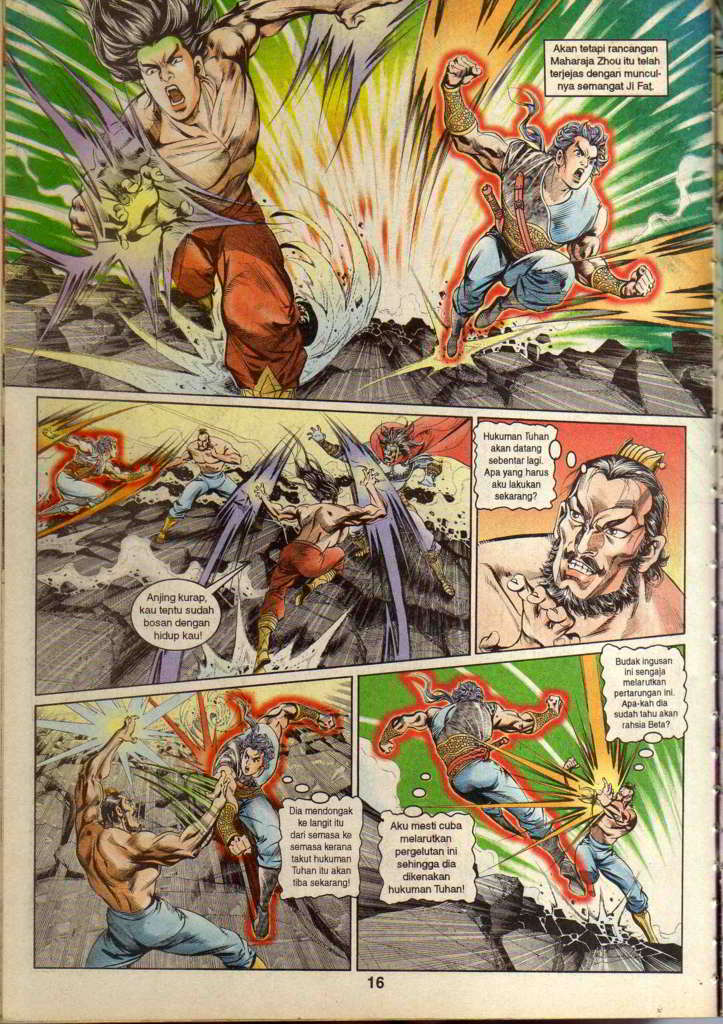 Akan tetapi rancangan
Maharaja Zhou itu telah
terjejas dengan muncul-
nya semangat Ji Fat.
Anjing kurap,
kau tentu sudah
bosan dengan
hidup kau!
Hukuman Tuhan
akan datang
sebentar lagi.
Apa yang harus
aku lakukan
sekarang?
Dia mendongak
ke langit itu
dari semasa ke
semasa kerana
takut hukuman
Tuhan itu akan
tiba sekarang!
Aku mesti cuba
melarutkan
pergelutan ini
sehingga dia
dikenakan
hukuman Tuhan!
Budak ingusan
ini sengaja
melarutkan
pertarungan ini.
Apa-kah dia
sudah tahu akan
rahsia Beta?
16